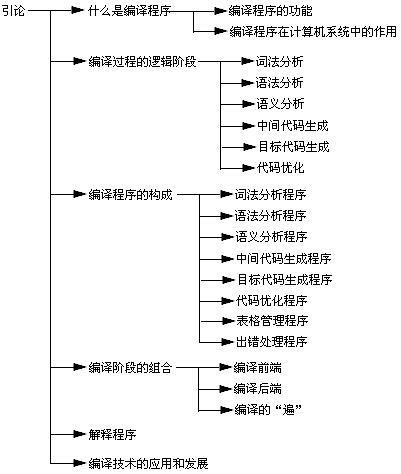 引论
什么是编译程序
编译程序的功能
编译程序在计算机系统中的作用
编译过程的逻辑阶段
词法分析
语法分析
语义分析
中间代码生成
目标代码生成
代码优化
编译程序的构成
词法分析程序
语法分析程序
语义分析程序
中间代码生成程序
目标代码生成程序
代码优化程序
表格管理程序
出错处理程序
编译阶段的组合
编译前端
编译后端
编译的“遍”
解释程序
编译技术的应用和发展